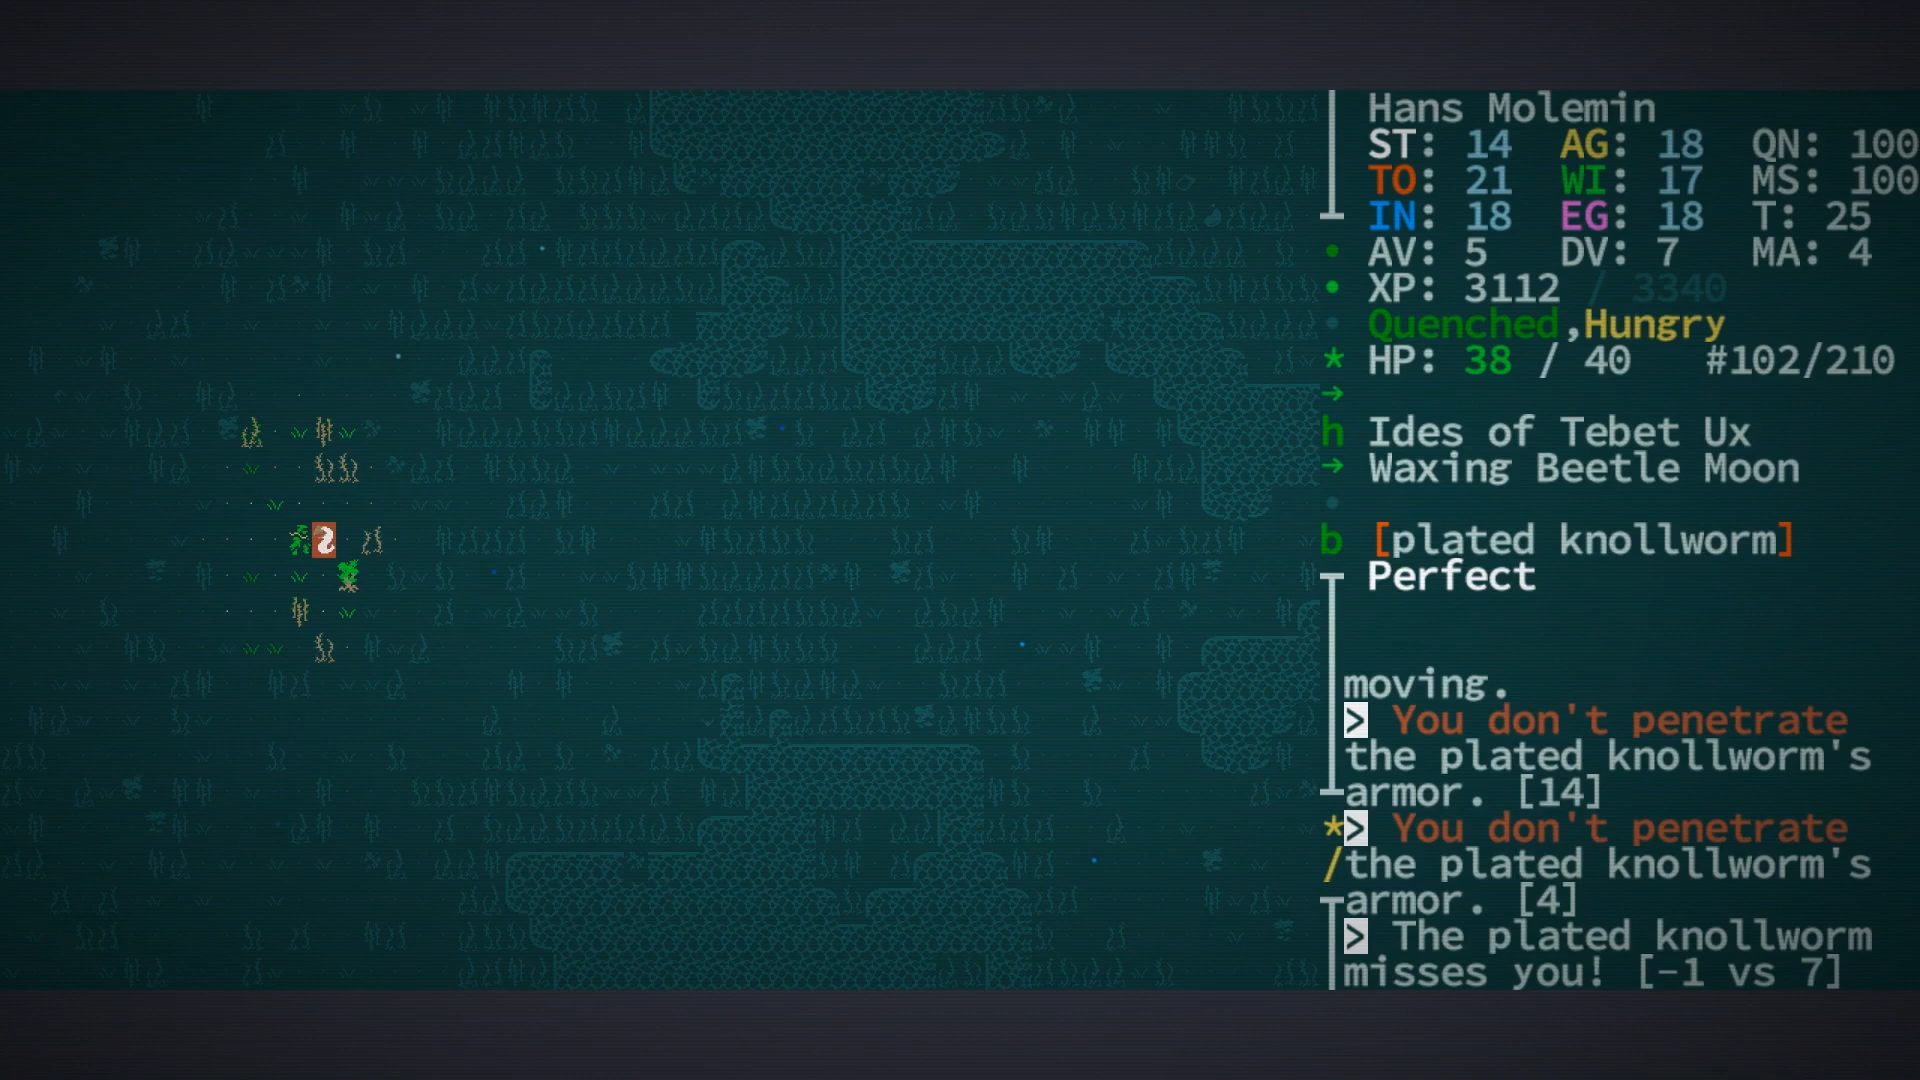 Hans Molemin
ST: 14 AG: 18 QN: 100
TO: 21 WI: 17 MS: 100
IN: 18 EG: 18 T: 25
AV: 5 DV: 7 MA: 4
XP: 3112 / 3340
Quenched,Hungry
* HP: 38 / 40 #102/210
→
h Ides of Tebet Ux
→ Waxing Beetle Moon
b [plated knollworm]
Perfect
moving.
> You don't penetrate
the plated knollworm's
armor. [14]
*> You don't penetrate
/the plated knollworm's
armor. [4]
> The plated knollworm
misses you! [-1 vs 7]